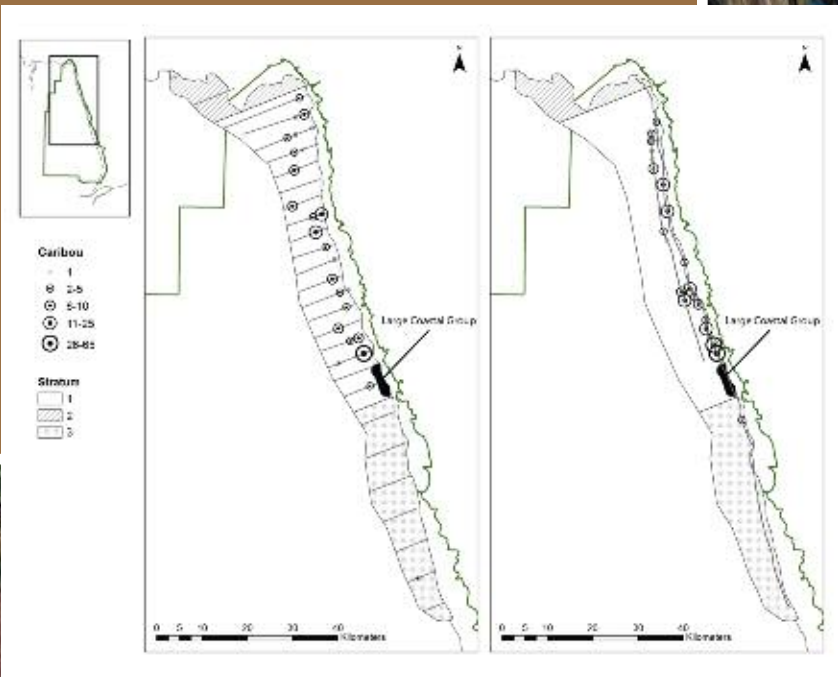 N
N
Caribou
1
2-5
6-10
11-25
26-65
Stratum
1
2
3
Large Coastal Group
Large Coastal Group
0 5 10 20 30 40
Kilometers
0 5 10 20 30 40
Kilometers